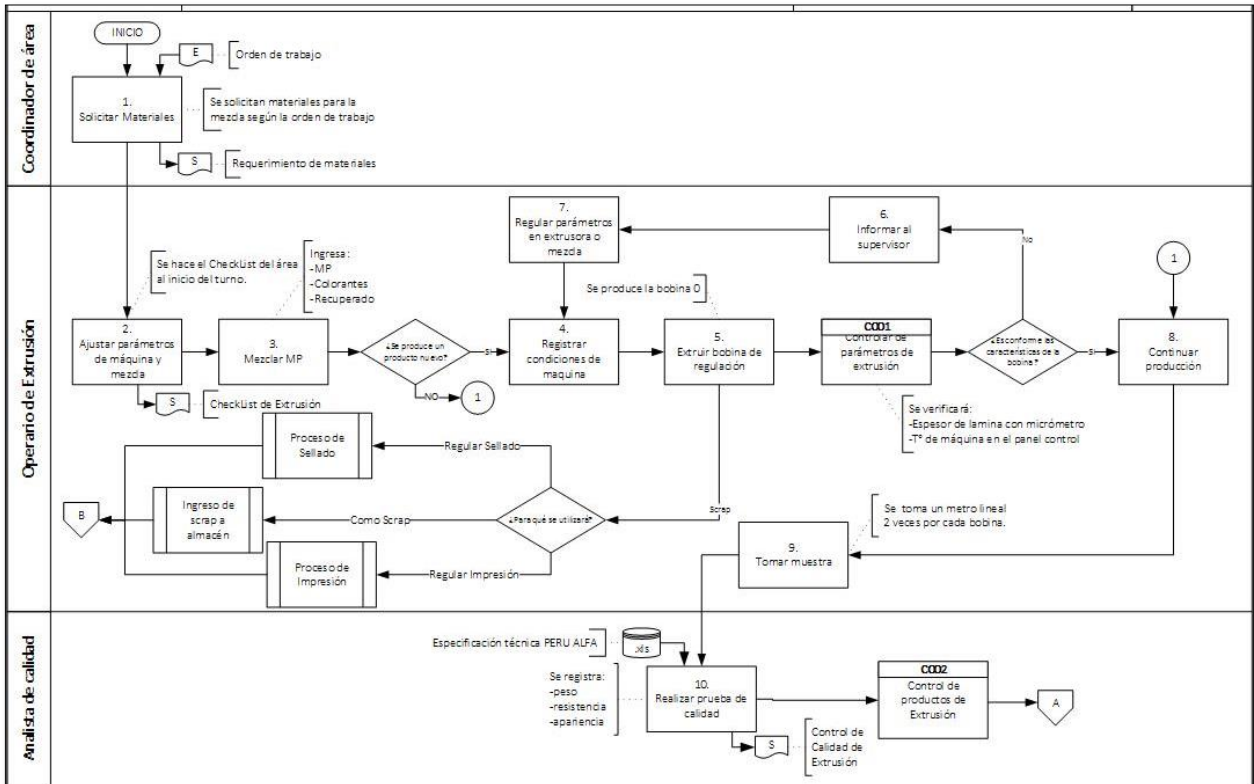 Coordinador de área
INICIO
E
Orden de trabajo
1.
Solicitar Materiales
Se solicitan materiales para la
mezcla según la orden de trabajo
S
Requerimiento de materiales
Operario de Extrusión
7.
Regular parámetros
en extrusora o
mezcla
6.
Informar al
supervisor
No
1
Se hace el CheckList del área
al inicio del turno.
Ingresa:
-MP
-Colorantes
-Recuperado
Se produce la bobina 0
2.
Ajustar parámetros
de máquina y
mezcla
3.
Mezclar MP
¿Se produce un
producto nuevo?
Si
4.
Registrar
condiciones de
maquina
5.
Extruir bobina de
regulación
COD1
Controlar de
parámetros de
extrusión
¿Es conforme las
características de la
bobina?
Si
8.
Continuar
producción
NO
1
S
CheckList de Extrusión
Se verificará:
-Espesor de lamina con micrómetro
-T° de máquina en el panel control
Proceso de
Sellado
Regular Sellado
B
Ingreso de
scrap a
almacén
Como Scrap
¿Para qué se utilizará?
Scrap
Proceso de
Impresión
Regular Impresión
Se toma un metro lineal
2 veces por cada bobina.
9.
Tomar muestra
Analista de calidad
Especificación técnica PERU ALFA
.xls
Se registra:
-peso
-resistencia
-apariencia
10.
Realizar prueba de
calidad
COD2
Control de
productos de
Extrusión
A
S
Control de
Calidad de
Extrusión